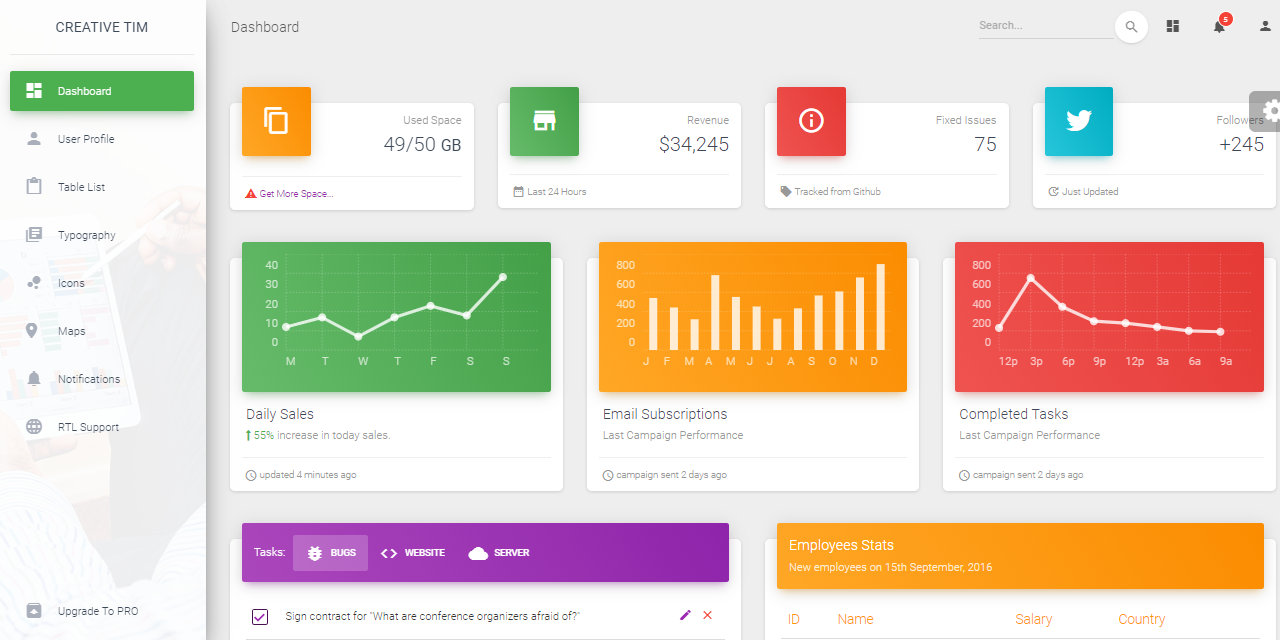 CREATIVE TIM
Dashboard
User Profile
Table List
Typography
Icons
Maps
Notifications
RTL Support
Upgrade To PRO
Dashboard
Search...
5
Used Space
49/50 GB
Get More Space...
Revenue
$34,245
Last 24 Hours
Fixed Issues
75
Tracked from Github
Followers
+245
Just Updated
40
30
20
10
0
M T W T F S S
Daily Sales
55% increase in today sales.
updated 4 minutes ago
800
600
400
200
0
J F M A M J J A S O N D
Email Subscriptions
Last Campaign Performance
campaign sent 2 days ago
800
600
400
200
0
12p 3p 6p 9p 12p 3a 6a 9a
Completed Tasks
Last Campaign Performance
campaign sent 2 days ago
Tasks: BUGS WEBSITE SERVER
Sign contract for "What are conference organizers afraid of?"
Employees Stats
New employees on 15th September, 2016
ID Name Salary Country